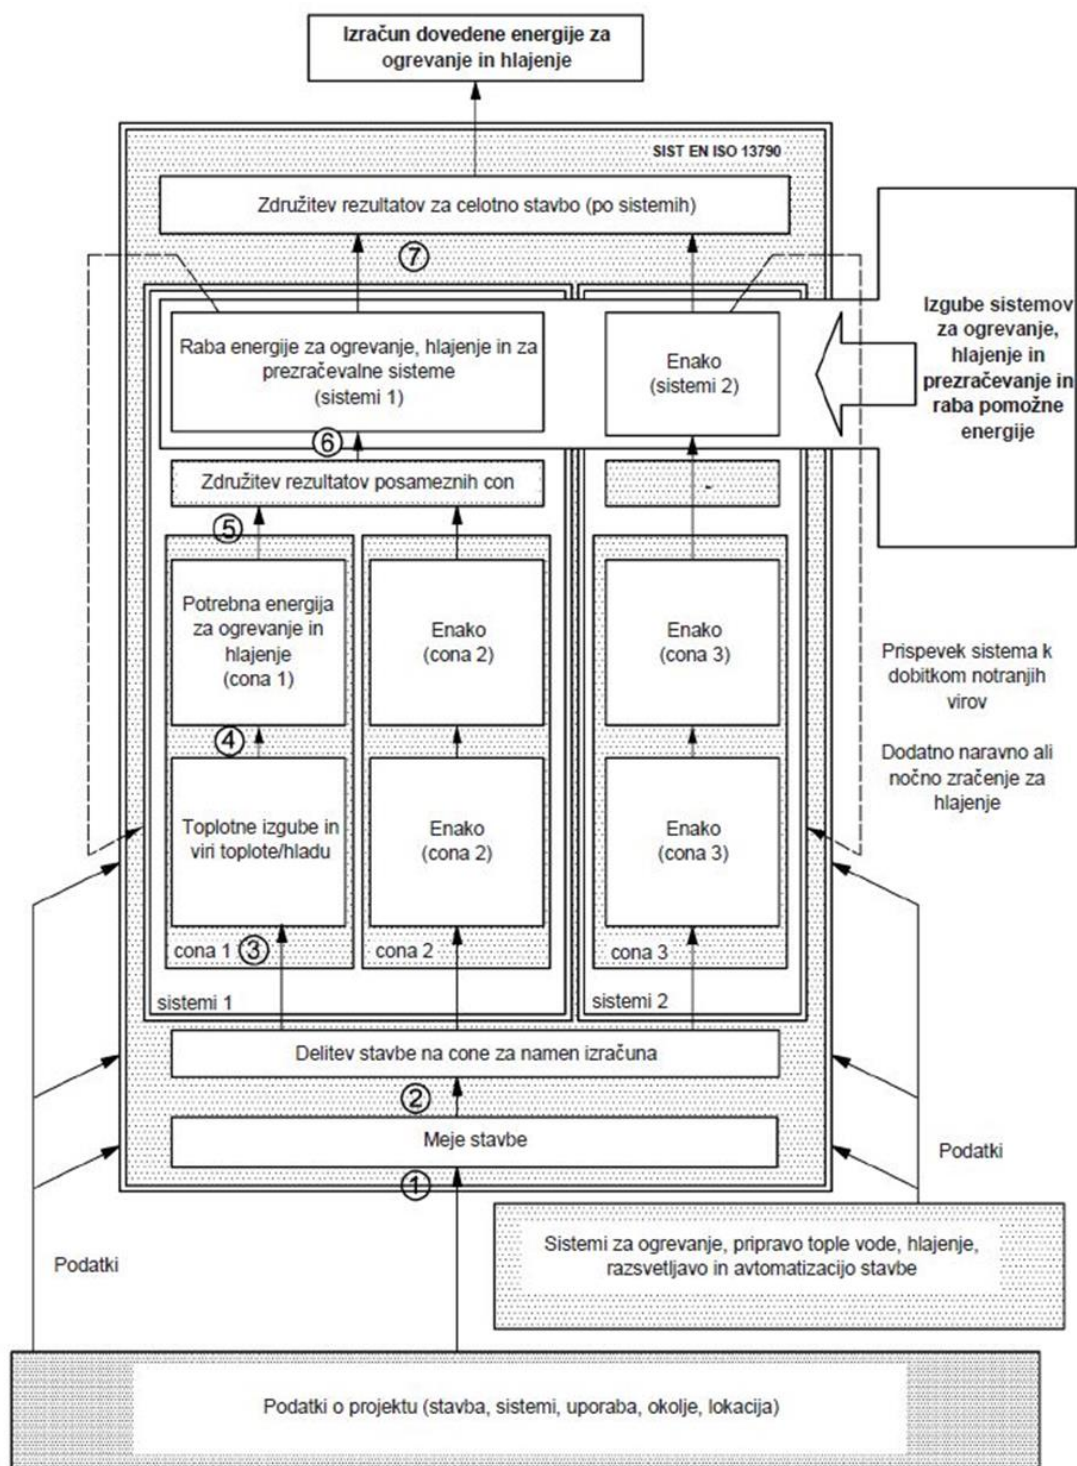 Izračun dovedene energije za
ogrevanje in hlajenje
SIST EN ISO 13790
Združitev rezultatov za celotno stavbo (po sistemih)
7
Raba energije za ogrevanje, hlajenje in za
prezračevalne sisteme
(sistemi 1)
Enako
(sistemi 2)
Izgube sistemov
za ogrevanje,
hlajenje in
prezračevanje in
raba pomožne
energije
6
Združitev rezultatov posameznih con
-
5
Potrebna energija
za ogrevanje in
hlajenje
(cona 1)
Enako
(cona 2)
Enako
(cona 3)
Prispevek sistema k
dobitkom notranjih
virov
Dodatno naravno ali
nočno zračenje za
hlajenje
4
Toplotne izgube in
viri toplote/hladu
Enako
(cona 2)
Enako
(cona 3)
cona 1
3
cona 2
cona 3
sistemi 1
sistemi 2
Delitev stavbe na cone za namen izračuna
2
Meje stavbe
1
Podatki
Podatki
Sistemi za ogrevanje, pripravo tople vode, hlajenje,
razsvetljavo in avtomatizacijo stavbe
Podatki o projektu (stavba, sistemi, uporaba, okolje, lokacija)